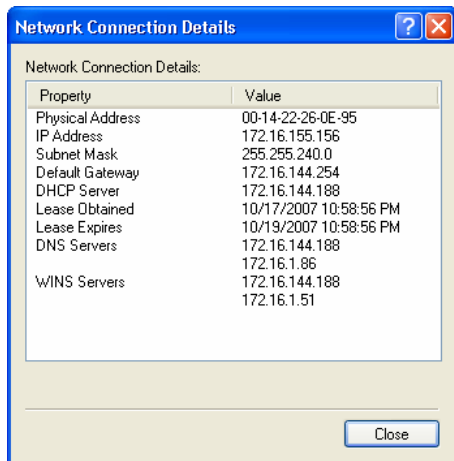 Network Connection Details
Network Connection Details:
Property Value
Physical Address 00-14-22-26-0E-95
IP Address 172.16.155.156
Subnet Mask 255.255.240.0
Default Gateway 172.16.144.254
DHCP Server 172.16.144.188
Lease Obtained 10/17/2007 10:58:56 PM
Lease Expires 10/19/2007 10:58:56 PM
DNS Servers 172.16.144.188
172.16.1.86
WINS Servers 172.16.144.188
172.16.1.51
Close